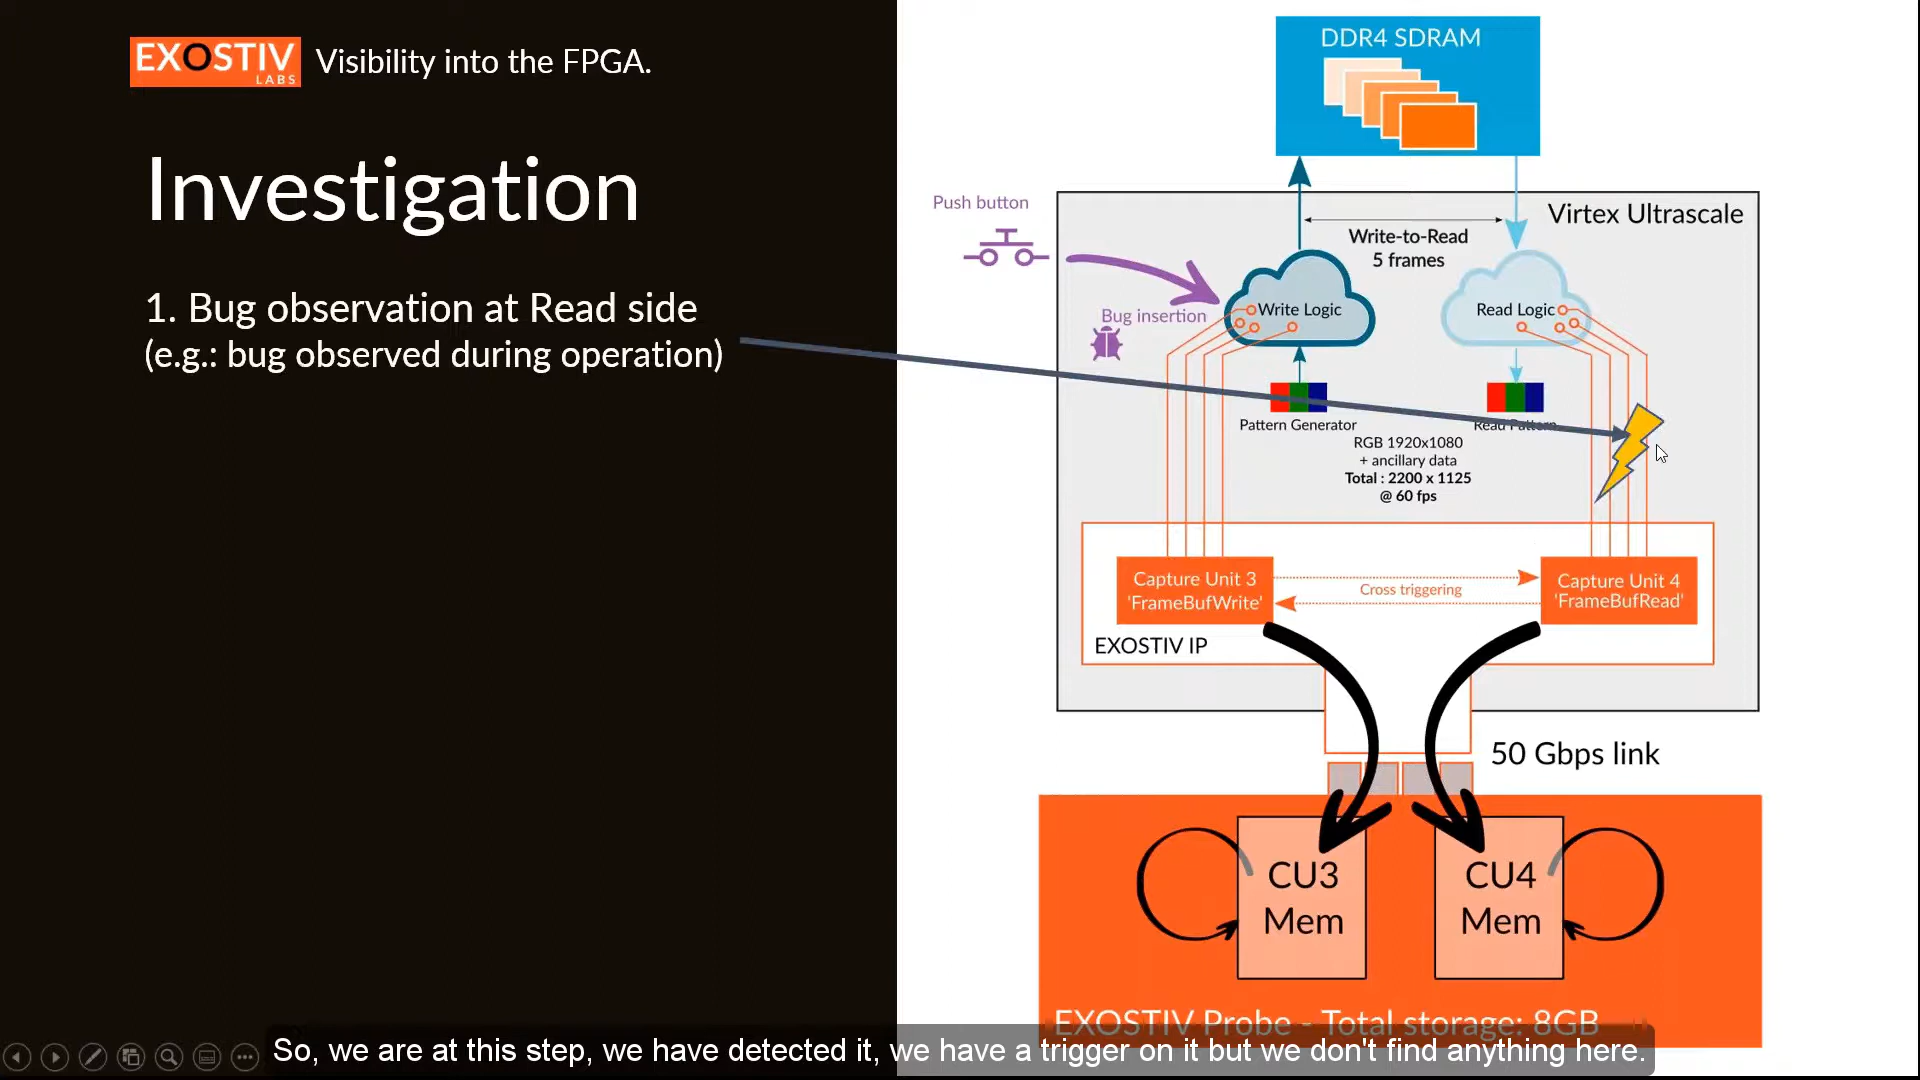 EXOSTIV
LABS
Visibility into the FPGA.
Investigation
1. Bug observation at Read side
(e.g.: bug observed during operation)
DDR4 SDRAM
Push button
Virtex Ultrascale
Write-to-Read
5 frames
Bug insertion
Write Logic
Read Logic
Pattern Generator
Read Pattern
RGB 1920x1080
+ ancillary data
Total : 2200 x 1125
@ 60 fps
Capture Unit 3
'FrameBufWrite'
Cross triggering
Capture Unit 4
'FrameBufRead'
EXOSTIV IP
50 Gbps link
CU3
Mem
CU4
Mem
EXOSTIV Probe - Total storage: 8GB
So, we are at this step, we have detected it, we have a trigger on it but we don't find anything here.